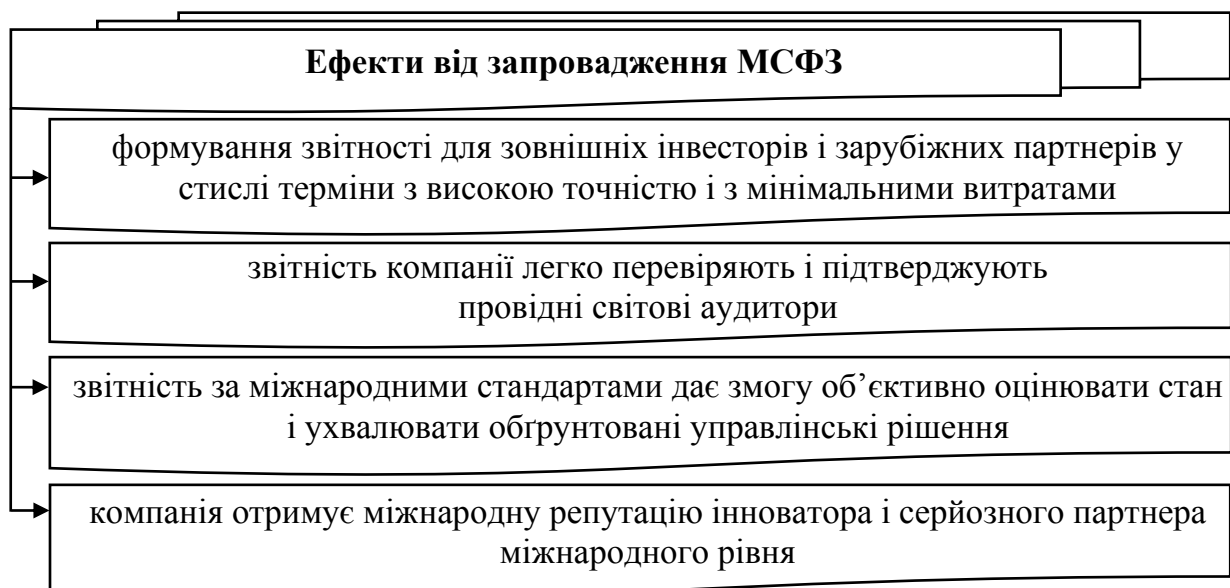 Ефекти від запровадження МСФЗ
формування звітності для зовнішніх інвесторів і зарубіжних партнерів у
стислі терміни з високою точністю і з мінімальними витратами
звітність компанії легко перевіряють і підтверджують
провідні світові аудитори
звітність за міжнародними стандартами дає змогу об’єктивно оцінювати стан
і ухвалювати обґрунтовані управлінські рішення
компанія отримує міжнародну репутацію інноватора і серйозного партнера
міжнародного рівня